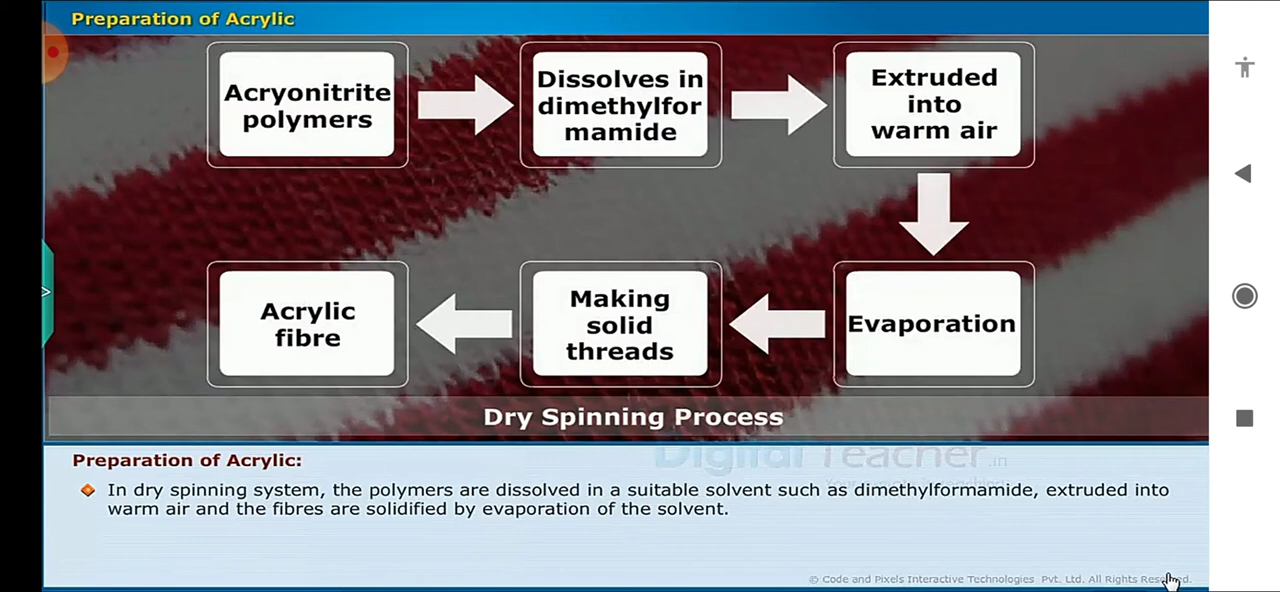 Preparation of Acrylic
Acryonitrite
polymers
Dissolves in
dimethylfor
mamide
Extruded
into
warm air
Acrylic
fibre
Making
solid
threads
Evaporation
Dry Spinning Process
Digital Teacher.in
Preparation of Acrylic:
In dry spinning system, the polymers are dissolved in a suitable solvent such as dimethylformamide, extruded into
warm air and the fibres are solidified by evaporation of the solvent.
© Code and Pixels Interactive Technologies Pvt. Ltd. All Rights Reserved.